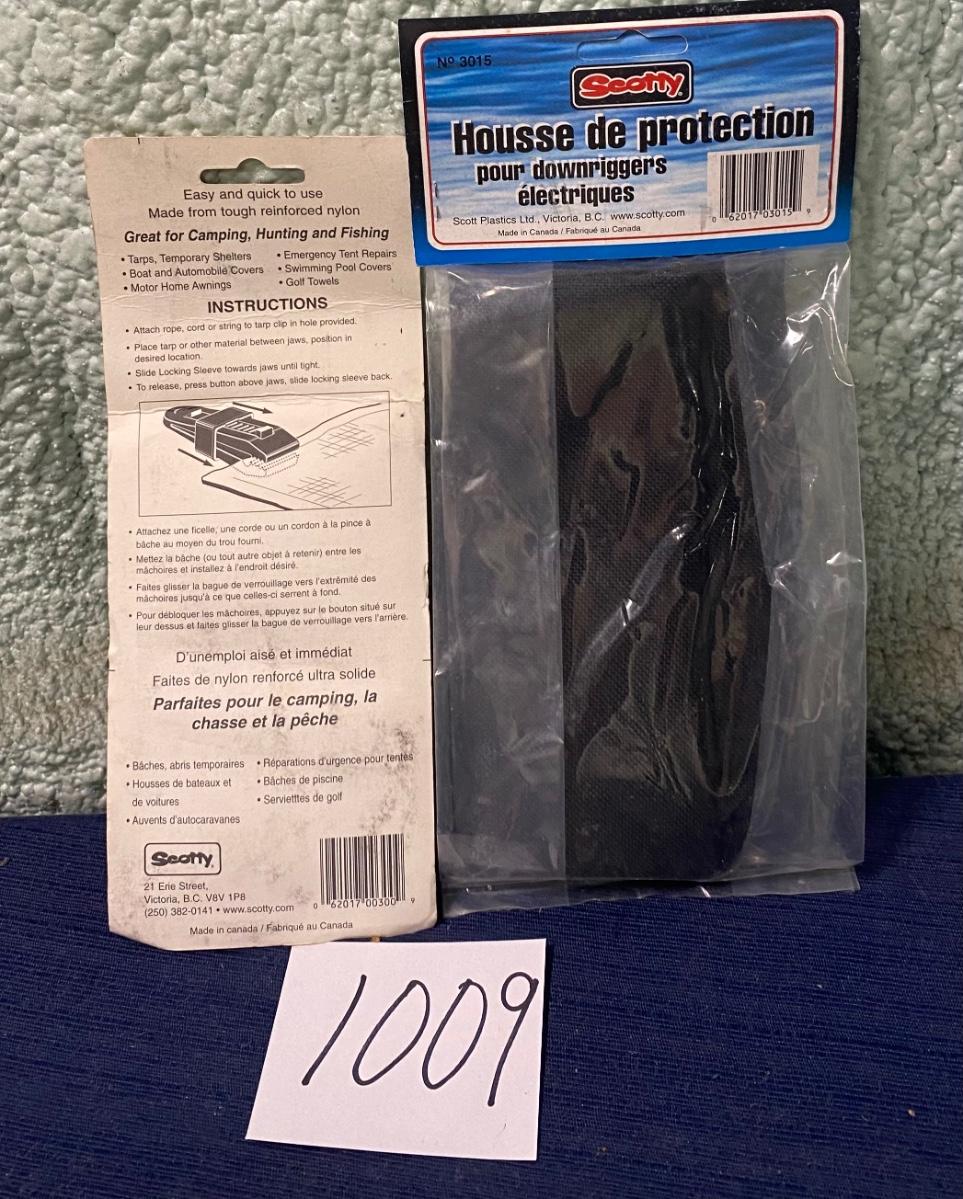 Easy and quick to use
Made from tough reinforced nylon
Great for Camping, Hunting and Fishing
• Tarps, Temporary Shelters
• Boat and Automobile Covers
• Motor Home Awnings
• Emergency Tent Repairs
• Swimming Pool Covers
• Golf Towels
INSTRUCTIONS
• Attach rope, cord or string to tarp clip in hole provided.
• Place tarp or other material between jaws, position in
desired location.
• Slide Locking Sleeve towards jaws until tight.
• To release, press button above jaws, slide locking sleeve back.
• Attachez une ficelle, une corde ou un cordon à la pince à
bâche au moyen du trou fourni.
• Mettez la bâche (ou tout autre objet à retenir) entre les
mâchoires et installez à l'endroit désiré.
• Faites glisser la bague de verrouillage vers l'extrémité des
mâchoires jusqu'à ce que celles-ci serrent à fond.
• Pour débloquer les mâchoires, appuyez sur le bouton situé sur
leur dessus et faites glisser la bague de verrouillage vers l'arrière.
D'unemploi aisé et immédiat
Faites de nylon renforcé ultra solide
Parfaites pour le camping, la
chasse et la pêche
• Bâches, abris temporaires
• Housses de bateaux et
de voitures
• Auvents d'autocaravanes
• Réparations d'urgence pour tentes
• Bâches de piscine
• Serviettes de golf
Scotty
21 Erie Street,
Victoria, B.C. V8V 1P8
(250) 382-0141 • www.scotty.com
0 62017 00300 9
Made in canada / Fabriqué au Canada
Nº 3015
Scotty
Housse de protection
pour downriggers
électriques
Scott Plastics Ltd., Victoria, B.C. www.scotty.com
Made in Canada / Fabriqué au Canada
0 62017 03015 9
1009